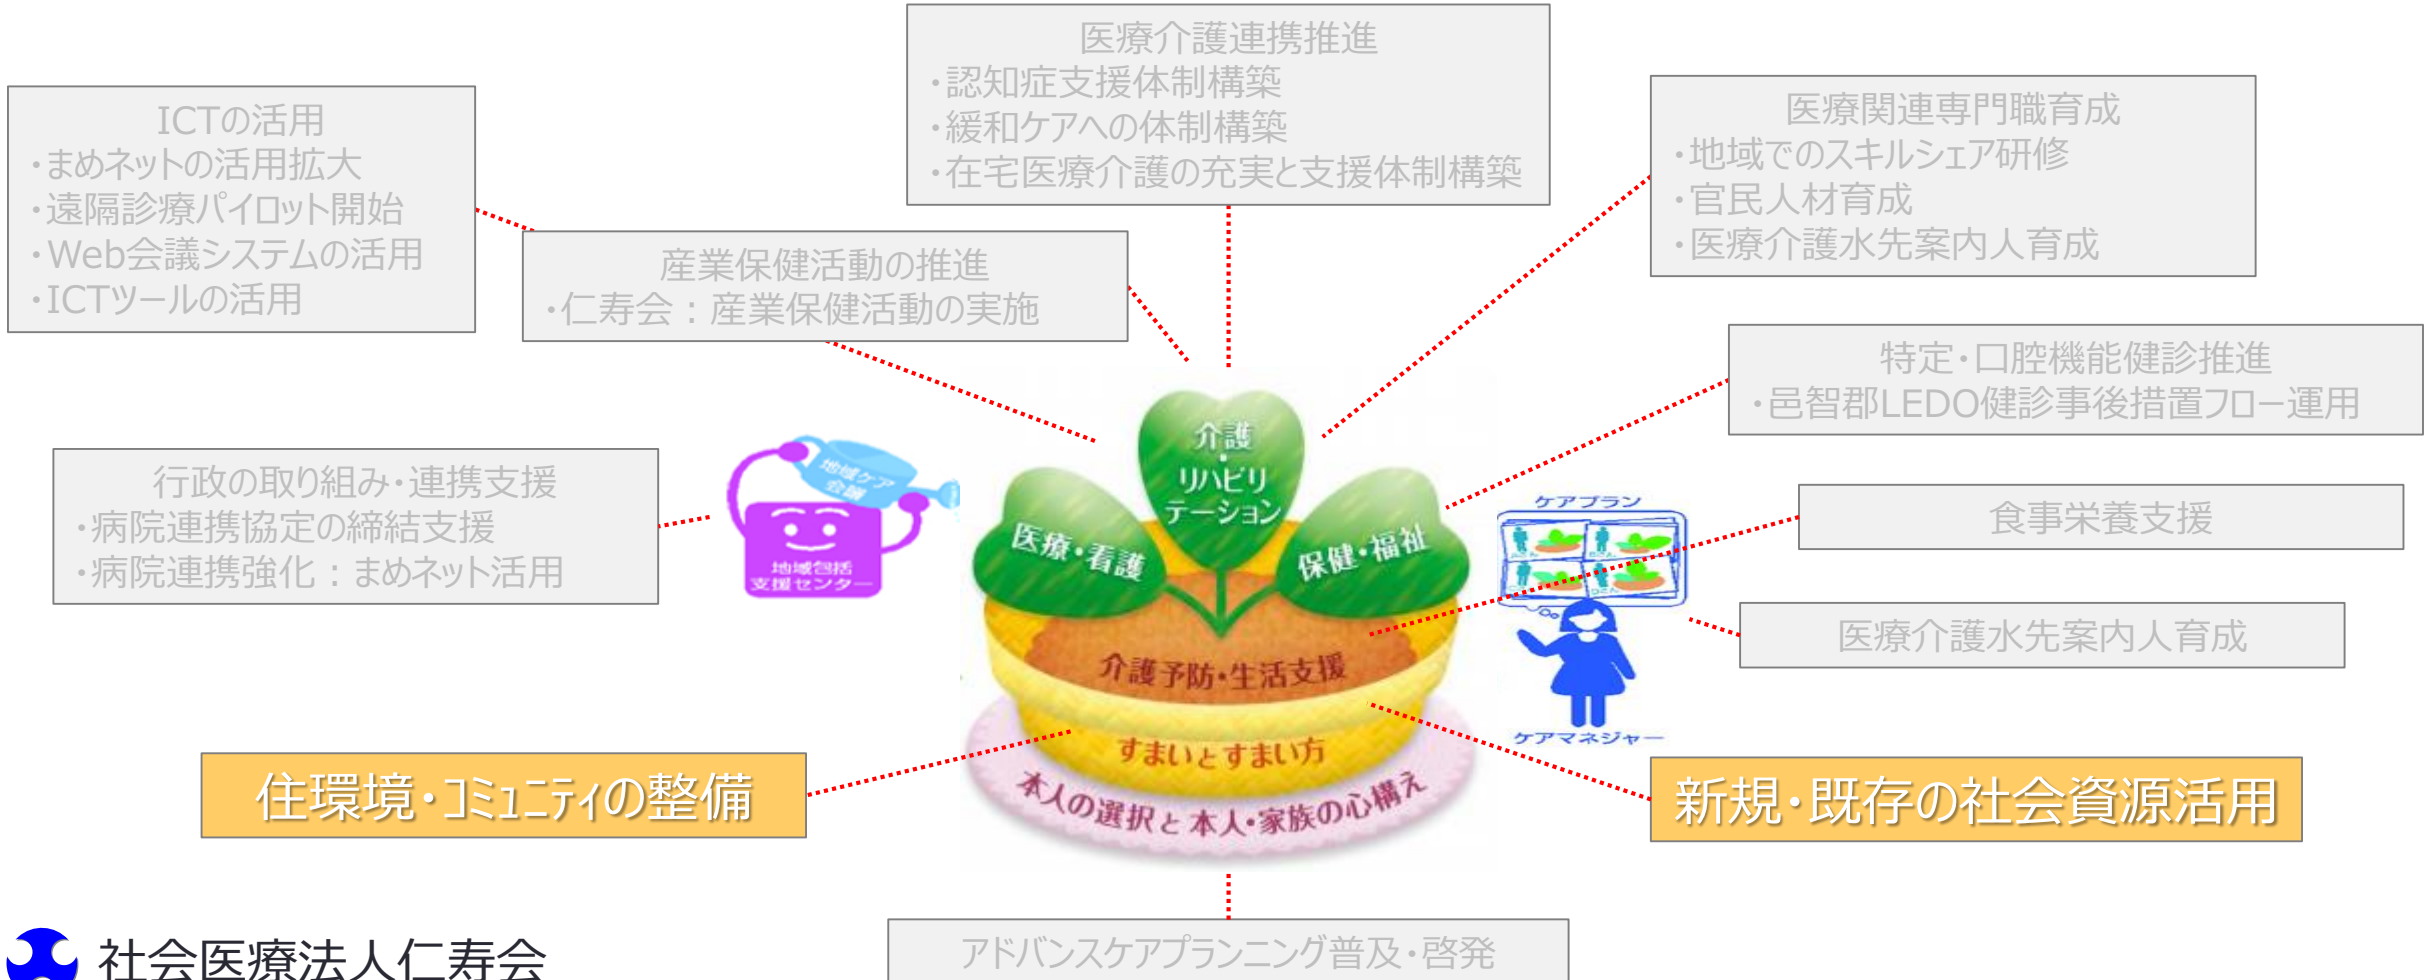 医療介護連携推進
・認知症支援体制構築
・緩和ケアへの体制構築
・在宅医療介護の充実と支援体制構築
ICTの活用
・まめネットの活用拡大
・遠隔診療パイロット開始
・Web会議システムの活用
・ICTツールの活用
医療関連専門職育成
・地域でのスキルシェア研修
・官民人材育成
・医療介護水先案内人育成
産業保健活動の推進
・仁寿会：産業保健活動の実施
特定・口腔機能健診推進
・邑智郡LEDO健診事後措置フロー運用
行政の取り組み・連携支援
・病院連携協定の締結支援
・病院連携強化：まめネット活用
地域ケア
会議
地域包括
支援センター
介護
・
リハビリ
テーション
医療・看護
保健・福祉
介護予防・生活支援
すまいとすまい方
本人の選択と本人・家族の心構え
ケアプラン
ケアマネジャー
食事栄養支援
医療介護水先案内人育成
住環境・コミュニティの整備
新規・既存の社会資源活用
アドバンスケアプランニング普及・啓発
社会医療法人仁寿会